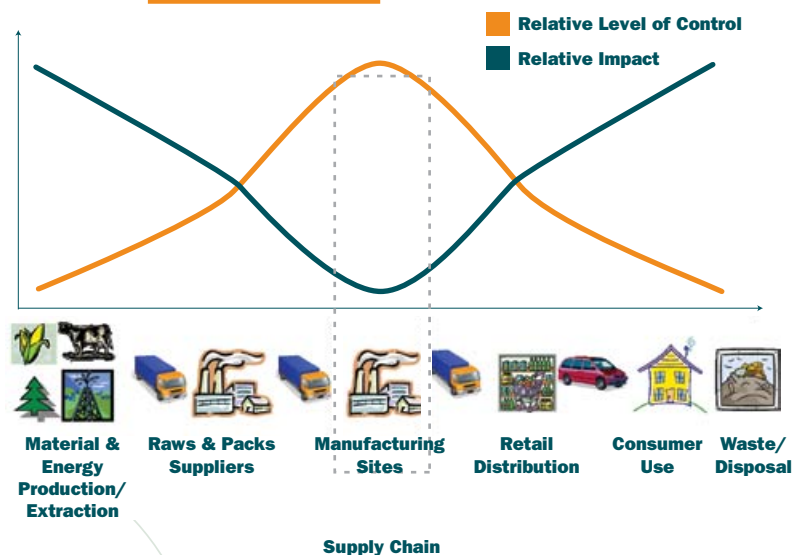 Relative Level of Control
Relative Impact
Material &
Energy
Production/
Extraction
Raws & Packs
Suppliers
Manufacturing
Sites
Retail
Distribution
Consumer
Use
Waste/
Disposal
Supply Chain